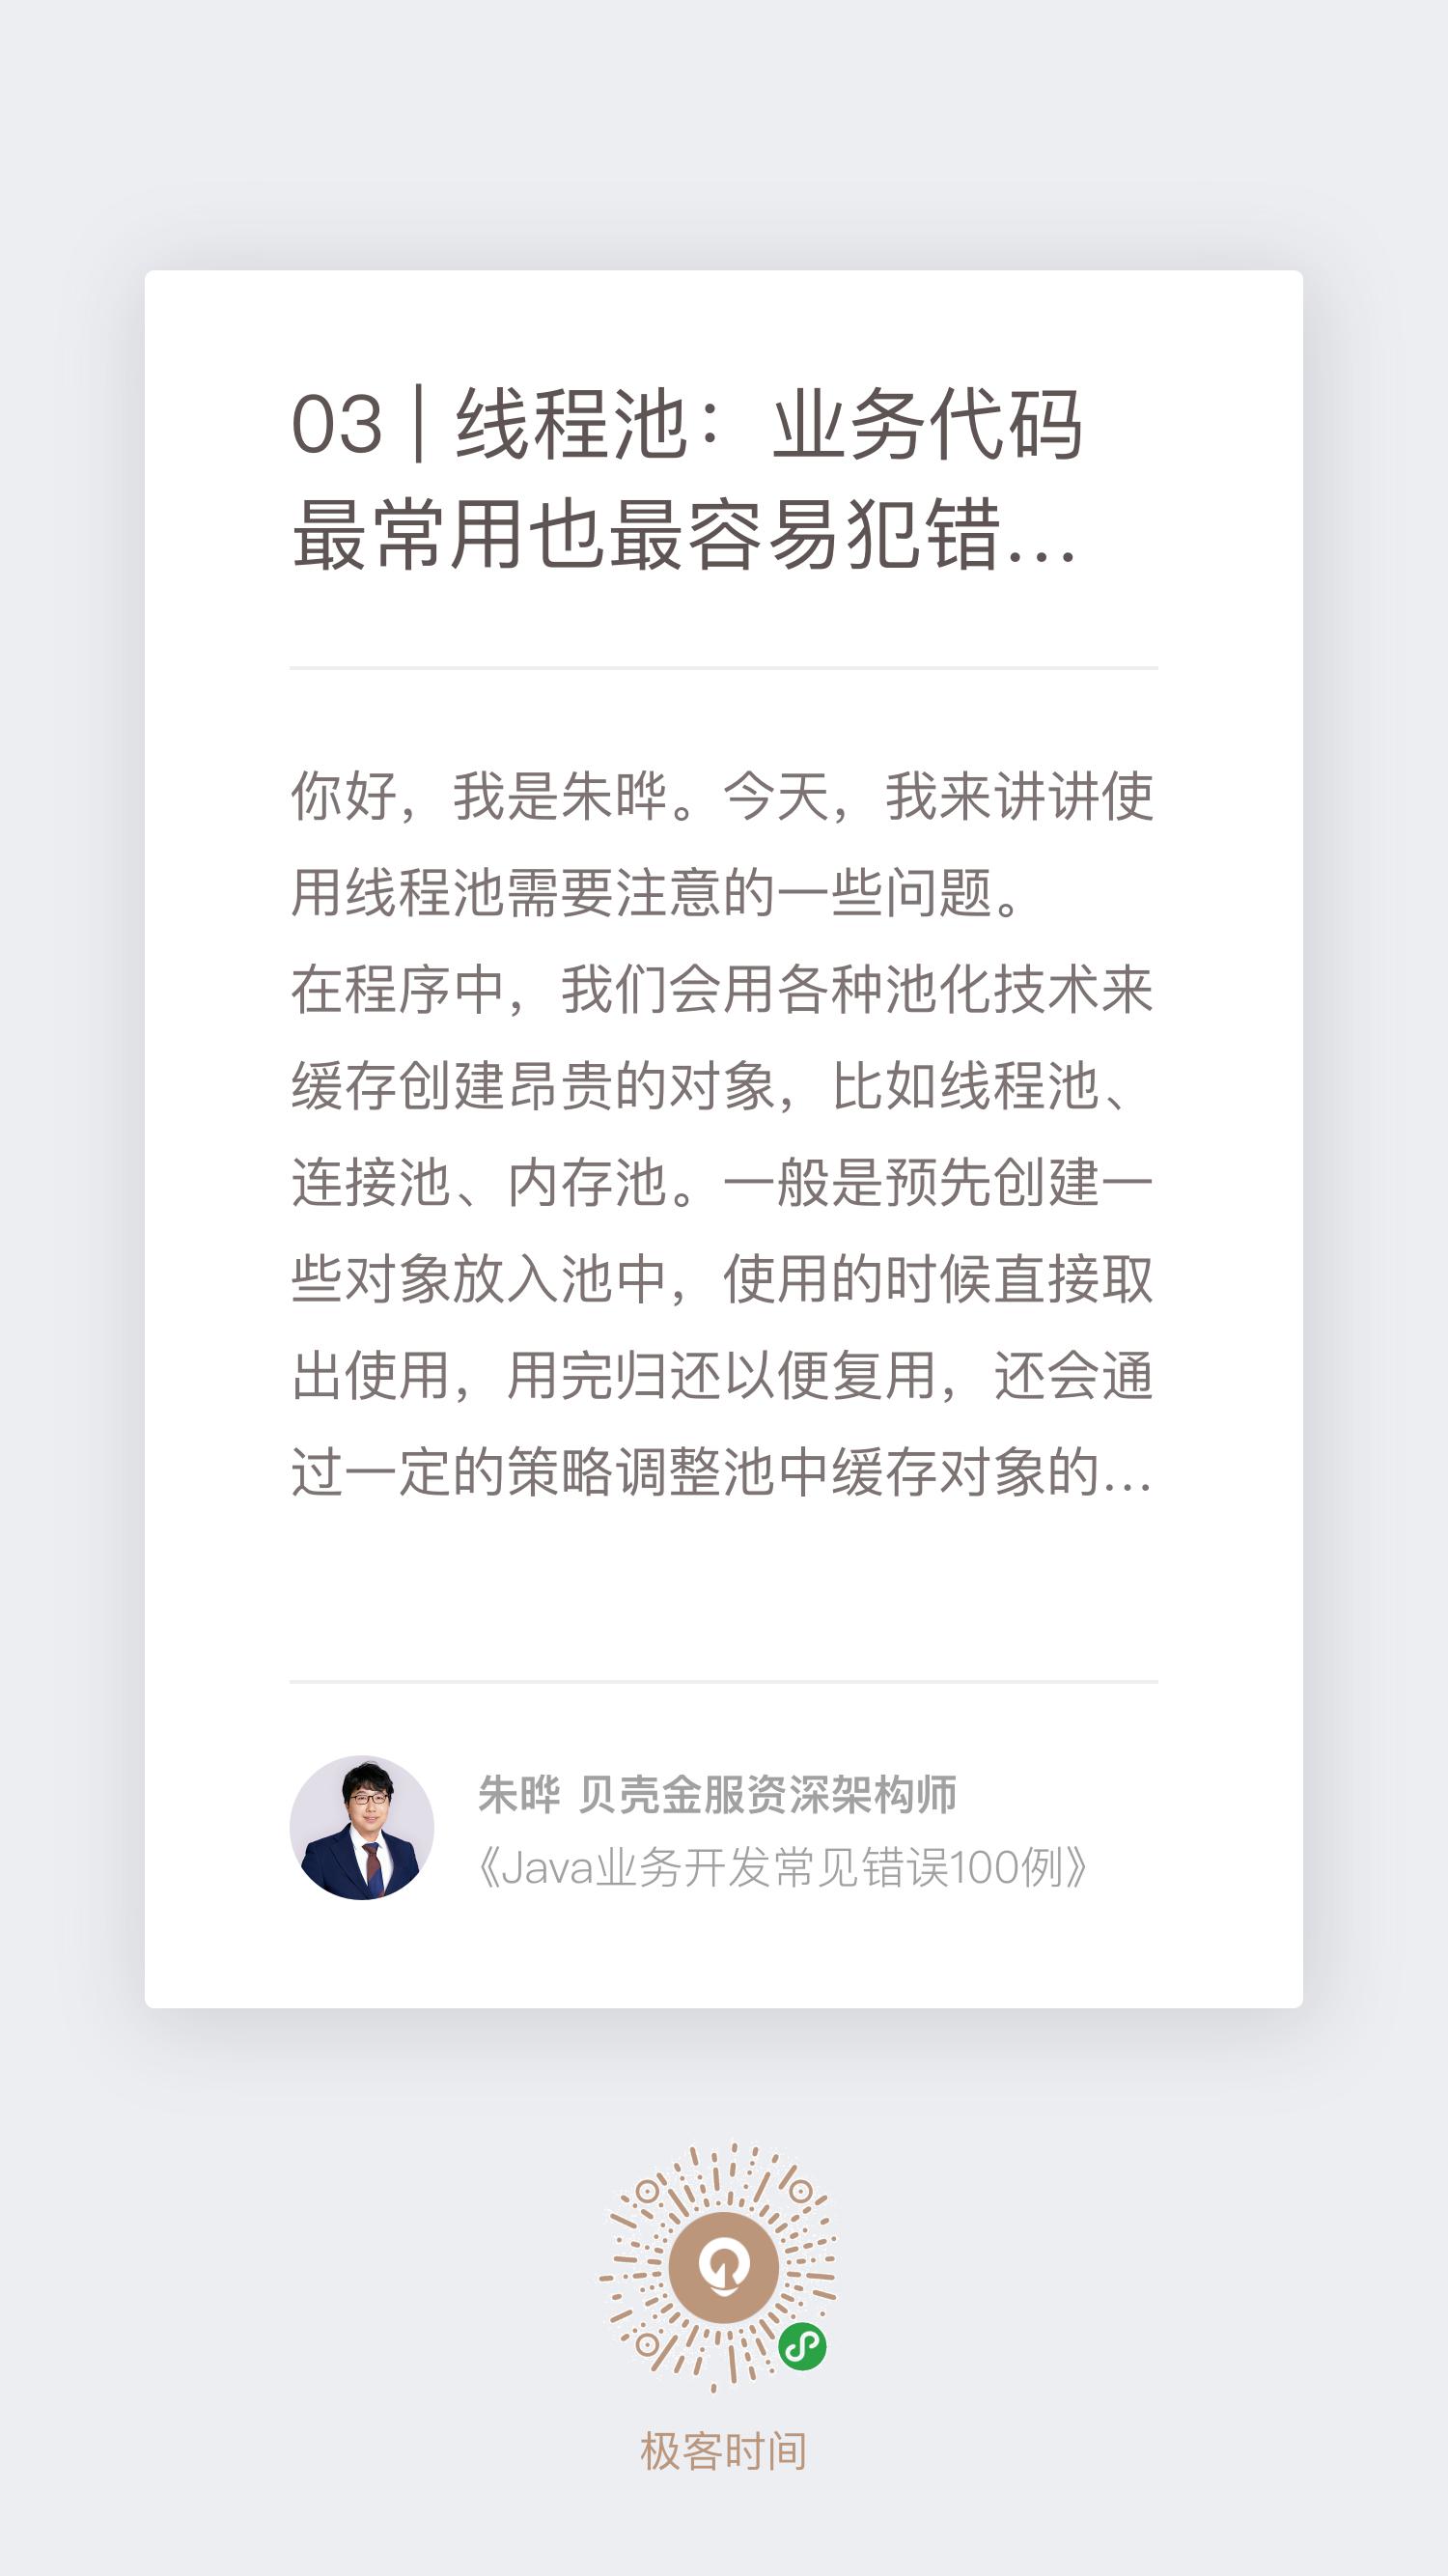 03 | 线程池：业务代码
最常用也最容易犯错...
你好，我是朱晔。今天，我来讲讲使
用线程池需要注意的一些问题。
在程序中，我们会用各种池化技术来
缓存创建昂贵的对象，比如线程池、
连接池、内存池。一般是预先创建一
些对象放入池中，使用的时候直接取
出使用，用完归还以便复用，还会通
过一定的策略调整池中缓存对象的...
朱晔 贝壳金服资深架构师
《Java业务开发常见错误100例》
极客时间